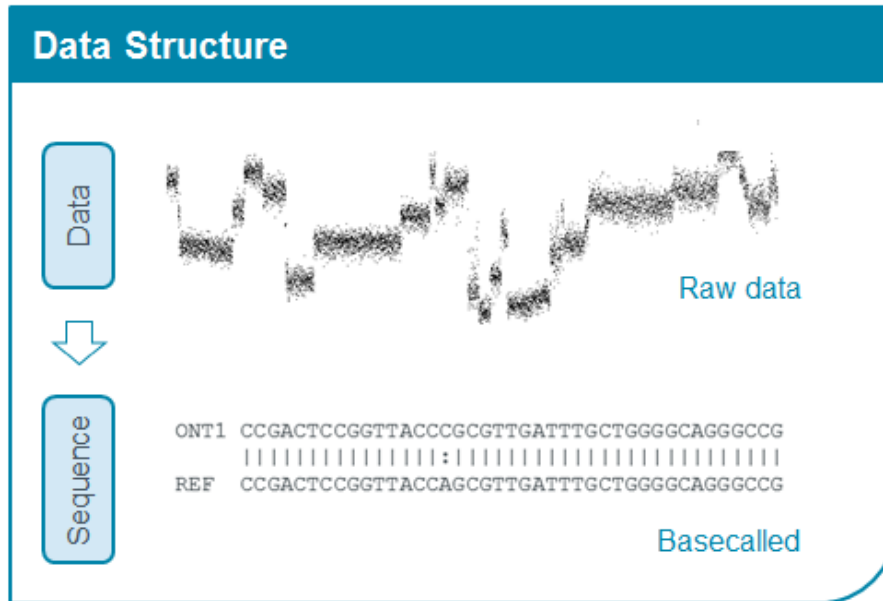 Data Structure
Data
Raw data
Sequence
ONT1 CCGACTCCGGTTACCCGCGTTGATTTGCTGGGGCAGGGCCG
|||||||||||||||:|||||||||||||||||||||||||
REF CCGACTCCGGTTACCAGCGTTGATTTGCTGGGGCAGGGCCG
Basecalled